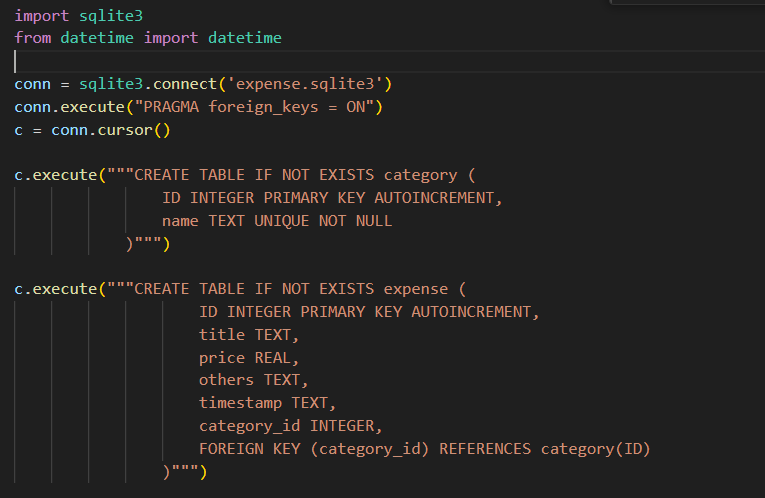 import sqlite3
from datetime import datetime
conn = sqlite3.connect('expense.sqlite3')
conn.execute("PRAGMA foreign_keys = ON")
c = conn.cursor()
c.execute("""CREATE TABLE IF NOT EXISTS category (
ID INTEGER PRIMARY KEY AUTOINCREMENT,
name TEXT UNIQUE NOT NULL
)""")
c.execute("""CREATE TABLE IF NOT EXISTS expense (
ID INTEGER PRIMARY KEY AUTOINCREMENT,
title TEXT,
price REAL,
others TEXT,
timestamp TEXT,
category_id INTEGER,
FOREIGN KEY (category_id) REFERENCES category(ID)
)""")